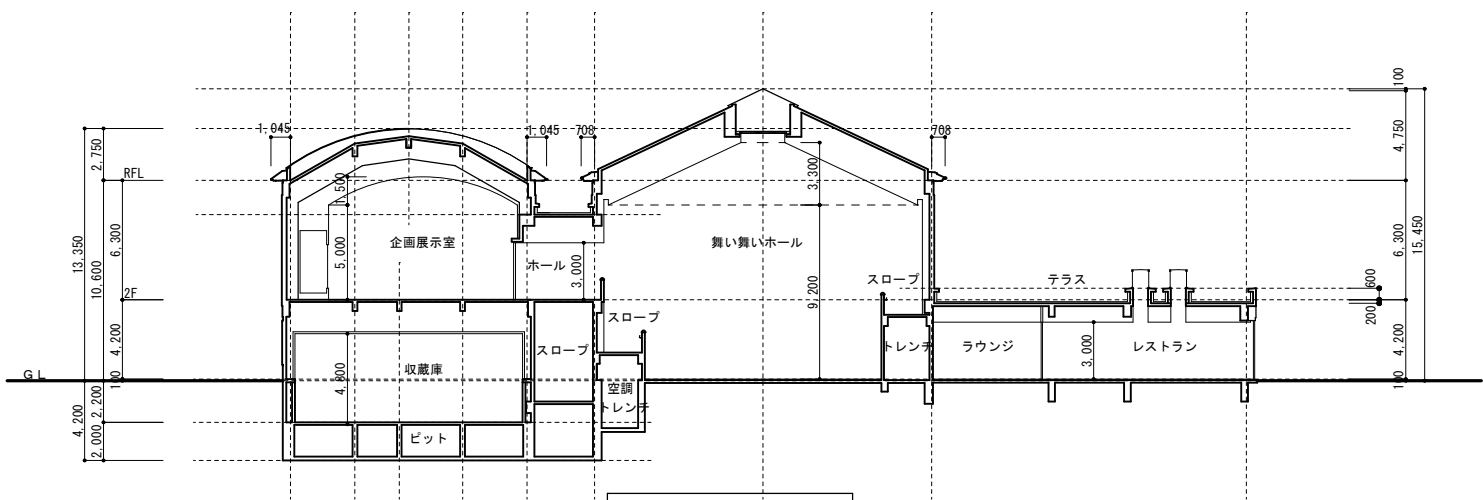 100
1,045
1,045
708
708
2,750
4,750
3,300
RFL
1,500
企画展示室
舞い舞いホール
13,350
10,600
6,300
5,000
ホール
3,000
9,200
スロープ
テラス
6,300
15,450
2F
600
200
スロープ
スロープ
トレンチ
ラウンジ
レストラン
3,000
4,200
4,200
収蔵庫
4,800
GL
100
100
空調
トレンチ
2,200
4,200
2,000
ピット